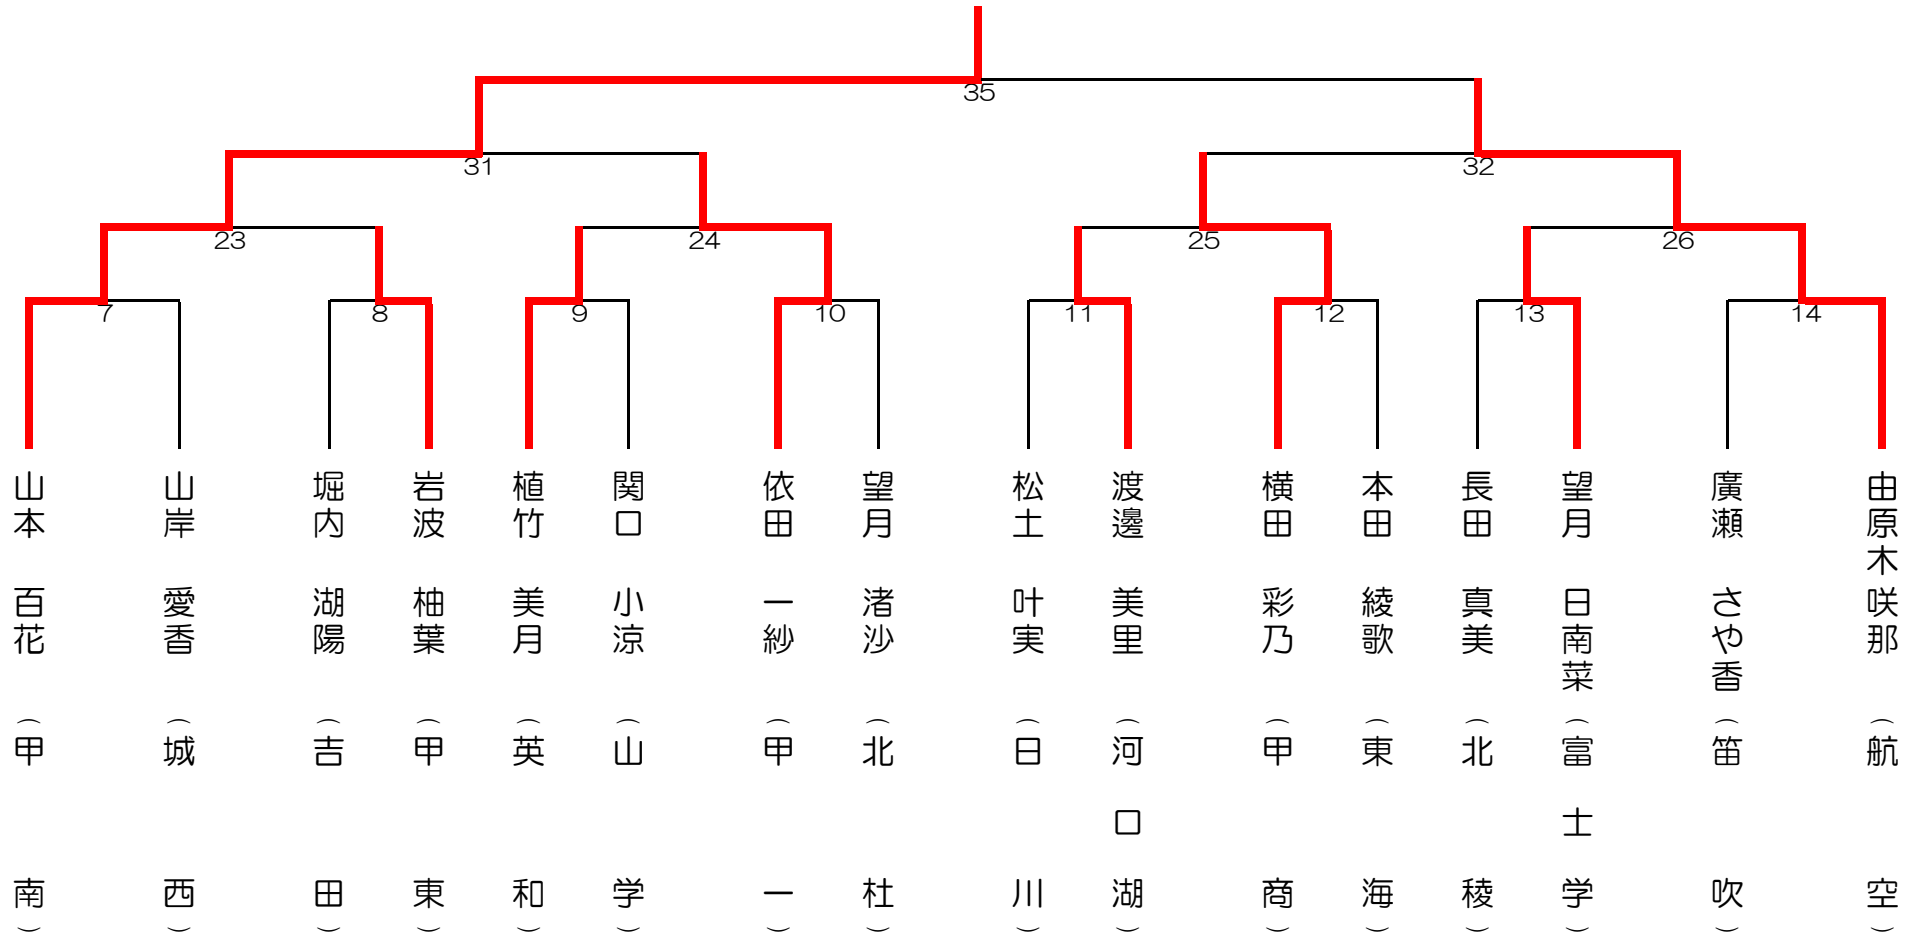 35
31
32
23
24
25
26
7
8
9
10
11
12
13
14
山本 百花（甲南）
山岸 愛香（城西）
堀内 湖陽（吉田）
岩波 柚葉（甲東）
植竹 美月（英和）
関口 小涼（山学）
依田 一紗（甲一）
望月 渚沙（北杜）
松土 叶実（日川）
渡邊 美里（河口湖）
横田 彩乃（甲商）
本田 綾歌（東海）
長田 真美（北稜）
望月 日南菜（富士学）
廣瀬 さや香（笛吹）
由原木 咲那（航空）